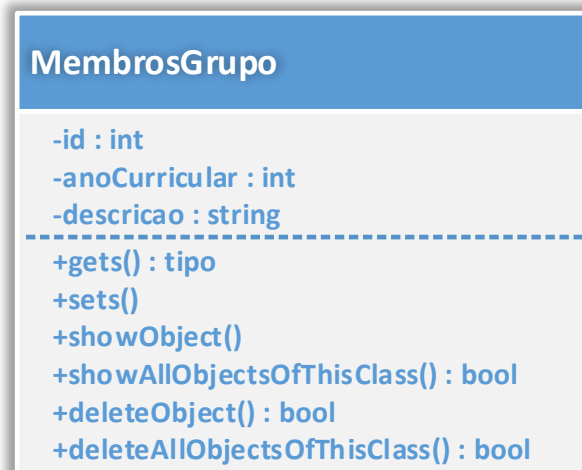 MembrosGrupo
-id : int
-anoCurricular : int
-descricao : string
+gets() : tipo
+sets()
+showObject()
+showAllObjectsOfThisClass() : bool
+deleteObject() : bool
+deleteAllObjectsOfThisClass() : bool